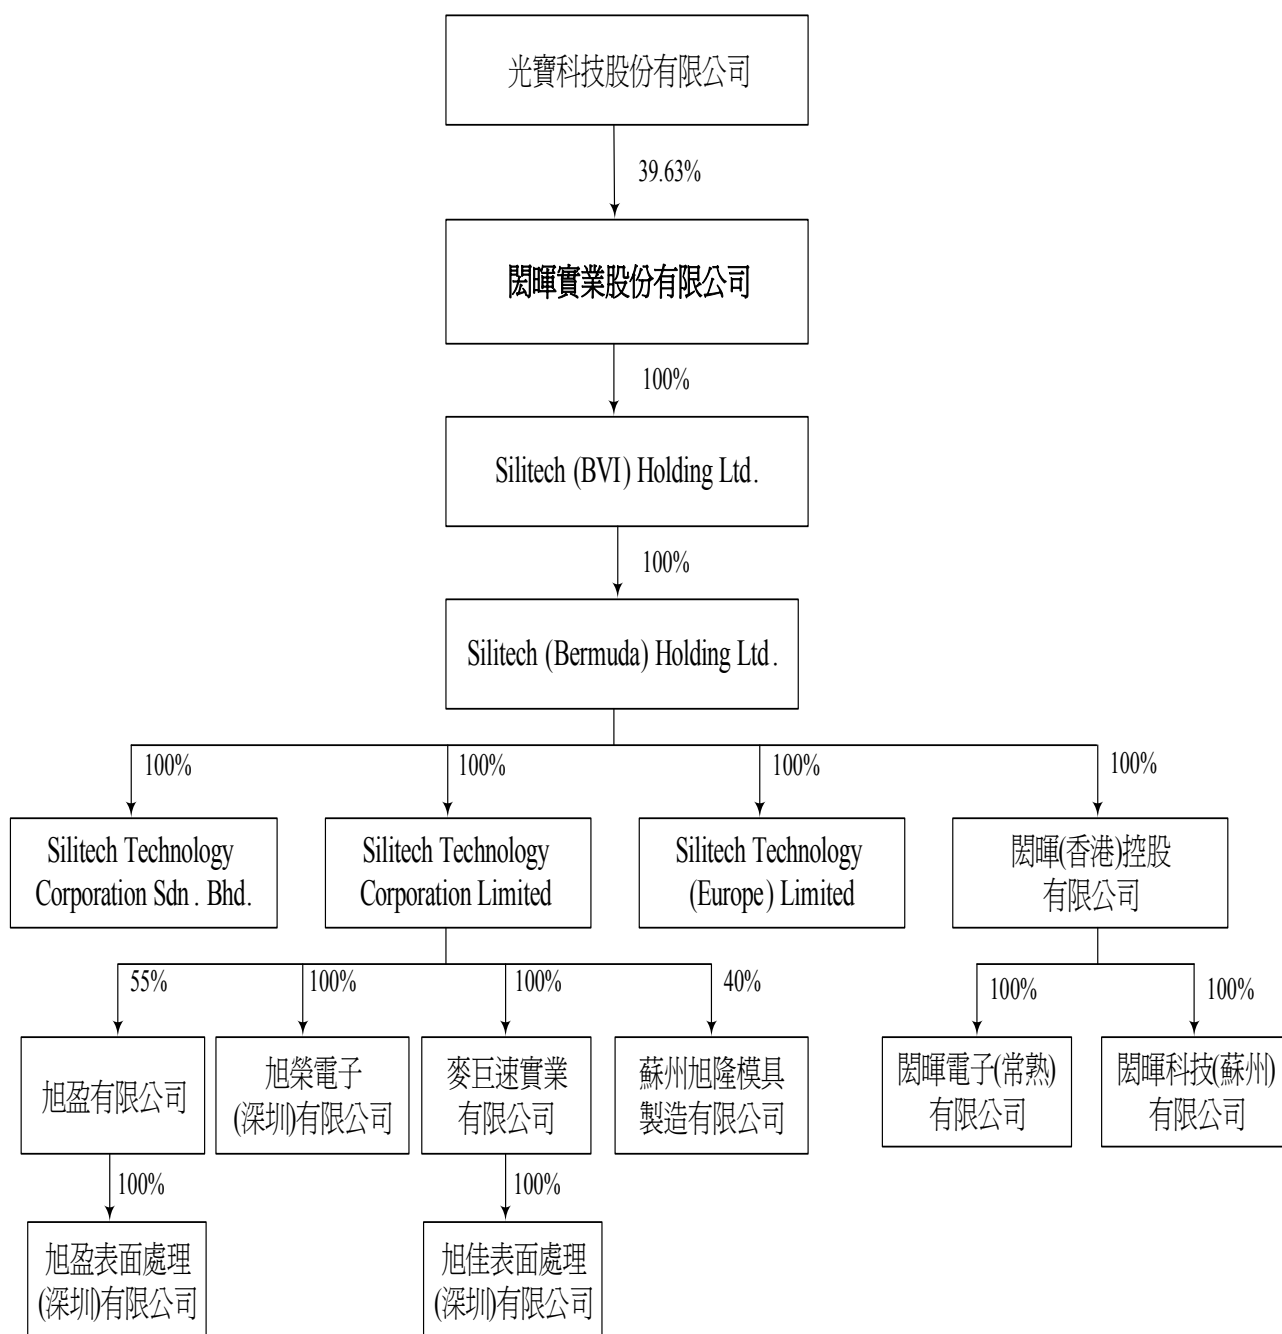 光寶科技股份有限公司
39.63%
閎暉實業股份有限公司
100%
Silitech (BVI) Holding Ltd.
100%
Silitech (Bermuda) Holding Ltd.
100%
100%
100%
100%
Silitech Technology
Corporation Sdn. Bhd.
Silitech Technology
Corporation Limited
Silitech Technology
(Europe) Limited
閎暉(香港)控股
有限公司
55%
100%
100%
40%
100%
100%
旭盈有限公司
旭榮電子
(深圳)有限公司
麥巨速實業
有限公司
蘇州旭隆模具
製造有限公司
閎暉電子(常熟)
有限公司
閎暉科技(蘇州)
有限公司
100%
100%
旭盈表面處理
(深圳)有限公司
旭佳表面處理
(深圳)有限公司